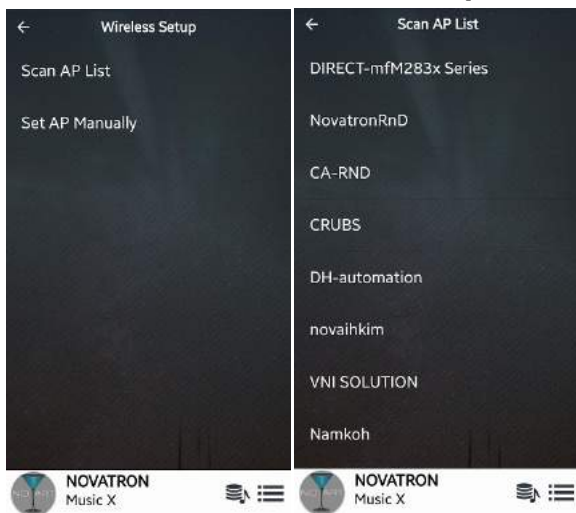 Wireless Setup
Scan AP List
Set AP Manually
NOVATRON
Music X
Scan AP List
DIRECT-mfM283x Series
NovatronRnD
CA-RND
CRUBS
DH-automation
novaihkim
VNI SOLUTION
Namkoh
NOVATRON
Music X